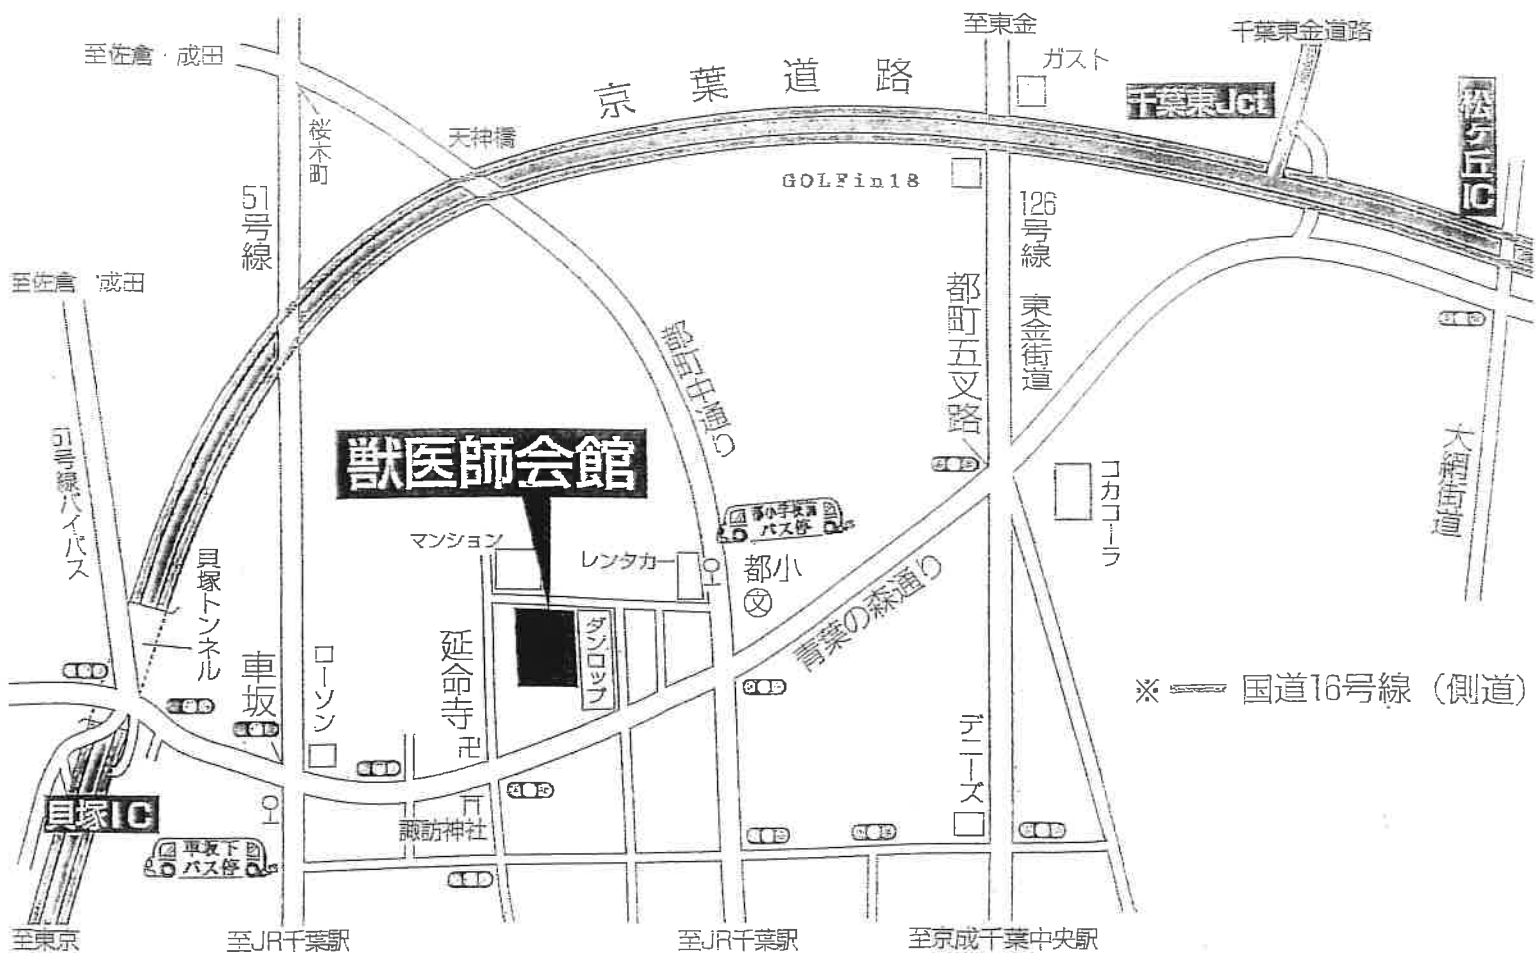 至東金
千葉東金道路
至佐倉・成田
ガスト
京葉道路
千葉東Jct
松ヶ丘IC
桜木町
天神橋
GOLFin18
51号線
126号線 東金街道
至佐倉・成田
都町五叉路
大網街道
51号線バイパス
獣医師会館
コカコーラ
都小学校前
バス停
マンション
レンタカー
都小
文
貝塚トンネル
青葉の森通り
ダンロップ
延命寺
卍
車坂
ローソン
※ 国道16号線(側道)
デニーズ
貝塚IC
諏訪神社
車坂下
バス停
至東京
至JR千葉駅
至JR千葉駅
至京成千葉中央駅